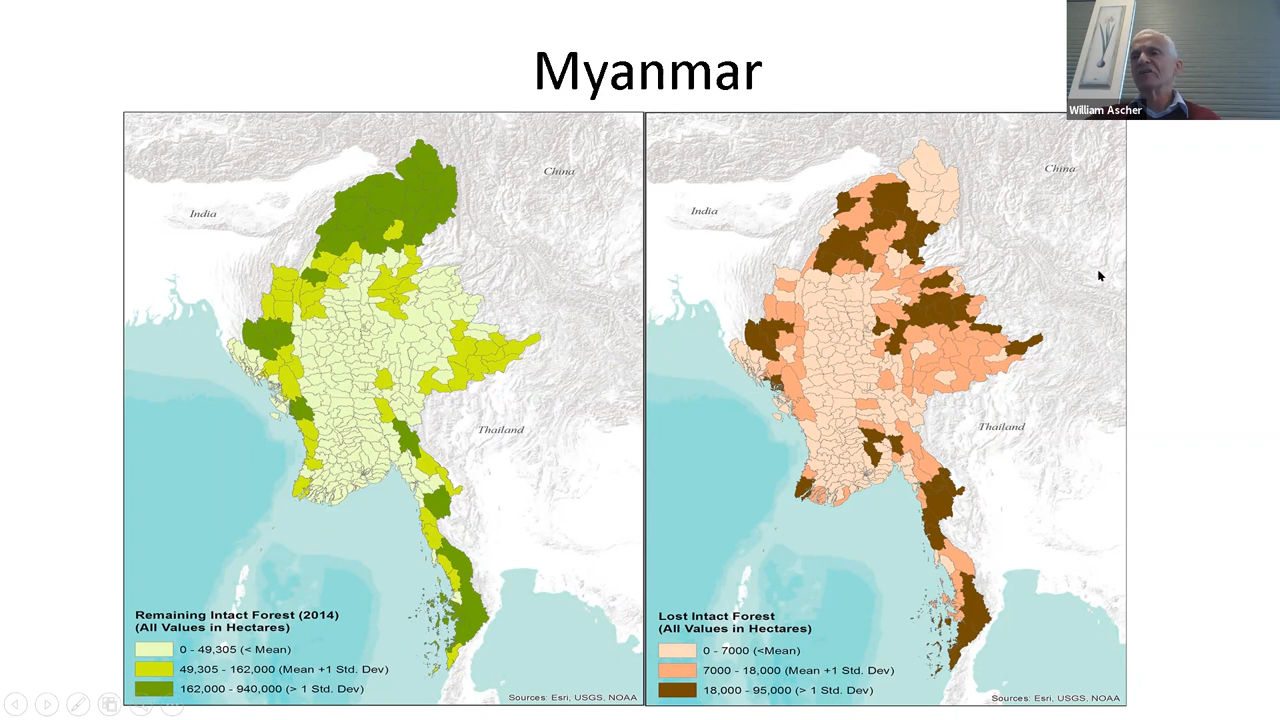 Myanmar
William Ascher
China
India
Thailand
Remaining Intact Forest (2014)
(All Values in Hectares)
0 - 49,305 (< Mean)
49,305 - 162,000 (Mean +1 Std. Dev)
162,000 - 940,000 (> 1 Std. Dev)
Sources: Esri, USGS, NOAA
China
India
Thailand
Lost Intact Forest
(All Values in Hectares)
0 - 7000 (<Mean)
7000 - 18,000 (Mean +1 Std. Dev)
18,000 - 95,000 (> 1 Std. Dev)
Sources: Esri, USGS, NOAA